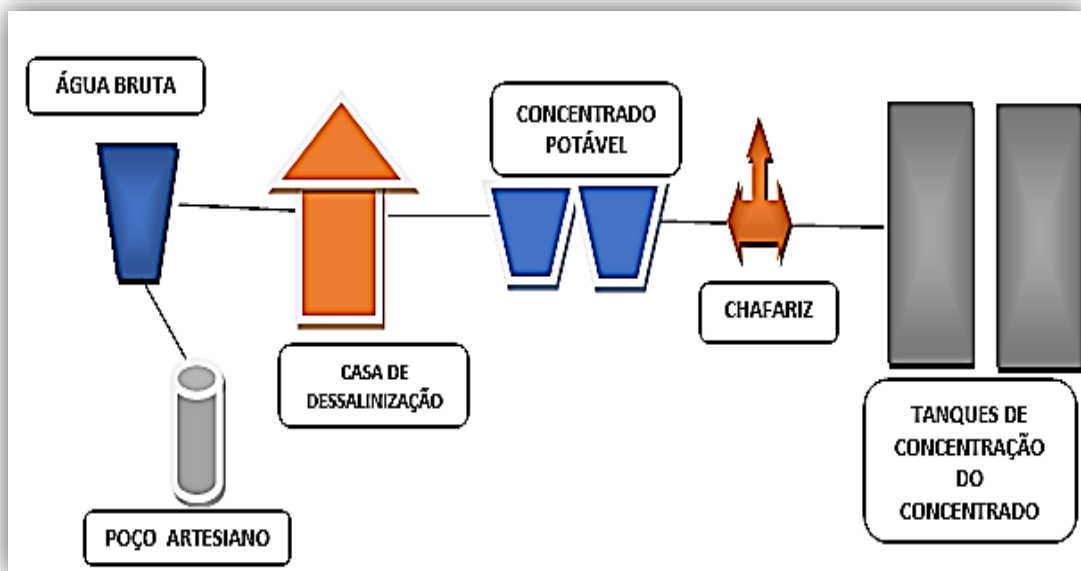 ÁGUA BRUTA
CONCENTRADO
POTÁVEL
CHAFARIZ
CASA DE
DESSALINIZAÇÃO
TANQUES DE
CONCENTRAÇÃO
DO
CONCENTRADO
POÇO ARTESIANO